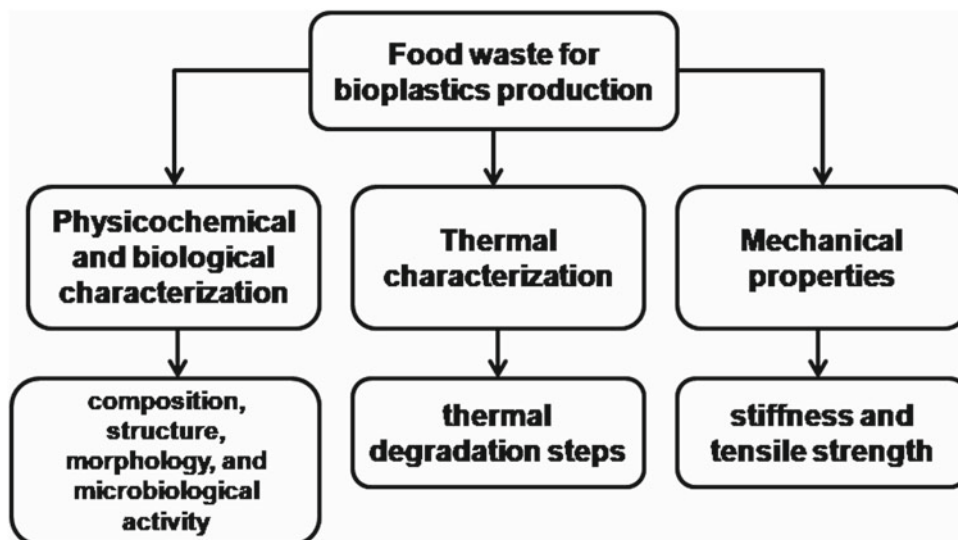 Food waste for
bioplastics production
Physicochemical
and biological
characterization
Thermal
characterization
Mechanical
properties
composition,
structure,
morphology, and
microbiological
activity
thermal
degradation steps
stiffness and
tensile strength